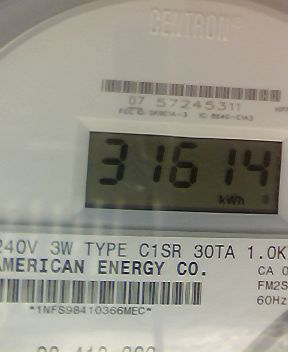 CENTRON®
07 57245311
31614
kWh
240V 3W TYPE C1SR 30TA 1.0K
CA
AMERICAN ENERGY CO.
FM2S
60Hz
*1NFS98410366MEC*